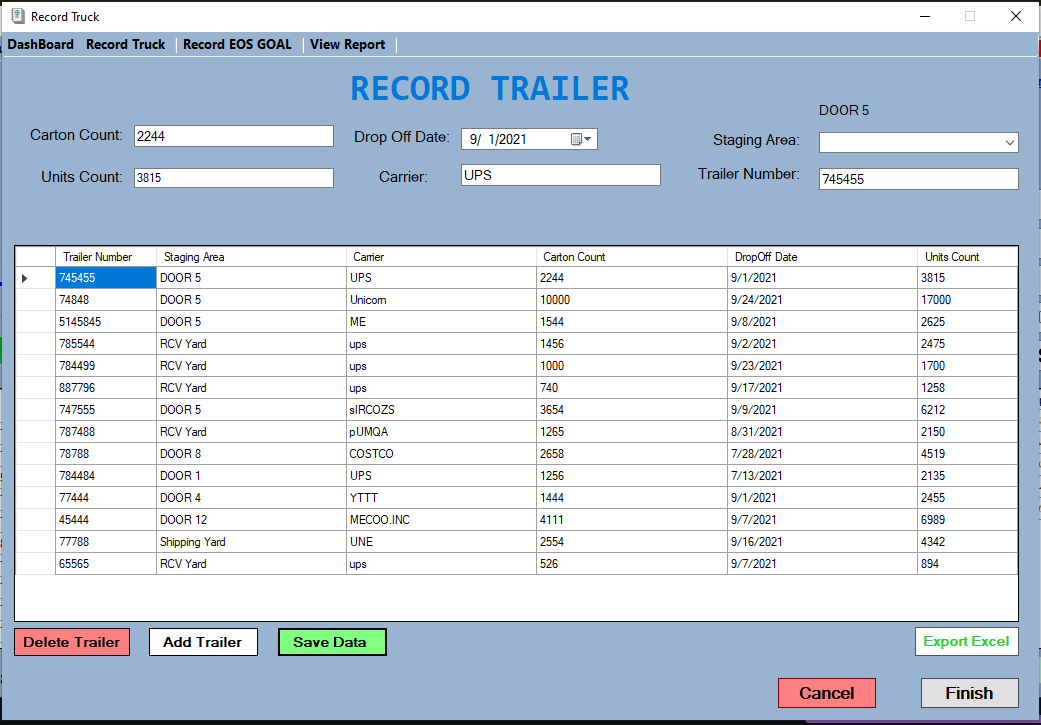 Record Truck
DashBoard Record Truck Record EOS GOAL View Report
RECORD TRAILER
DOOR 5
Carton Count: 2244 Drop Off Date: 9/ 1/2021 Staging Area:
Units Count: 3815 Carrier: UPS Trailer Number: 745455
Trailer Number Staging Area Carrier Carton Count DropOff Date Units Count
745455 DOOR 5 UPS 2244 9/1/2021 3815
74848 DOOR 5 Unicorn 10000 9/24/2021 17000
5145845 DOOR 5 ME 1544 9/8/2021 2625
785544 RCV Yard ups 1456 9/2/2021 2475
784499 RCV Yard ups 1000 9/23/2021 1700
887796 RCV Yard ups 740 9/17/2021 1258
747555 DOOR 5 sIRCOZS 3654 9/9/2021 6212
787488 RCV Yard pUMQA 1265 8/31/2021 2150
78788 DOOR 8 COSTCO 2658 7/28/2021 4519
784484 DOOR 1 UPS 1256 7/13/2021 2135
77444 DOOR 4 YTTT 1444 9/1/2021 2455
45444 DOOR 12 MECOO.INC 4111 9/7/2021 6989
77788 Shipping Yard UNE 2554 9/16/2021 4342
65565 RCV Yard ups 526 9/7/2021 894
Delete Trailer Add Trailer Save Data Export Excel
Cancel Finish